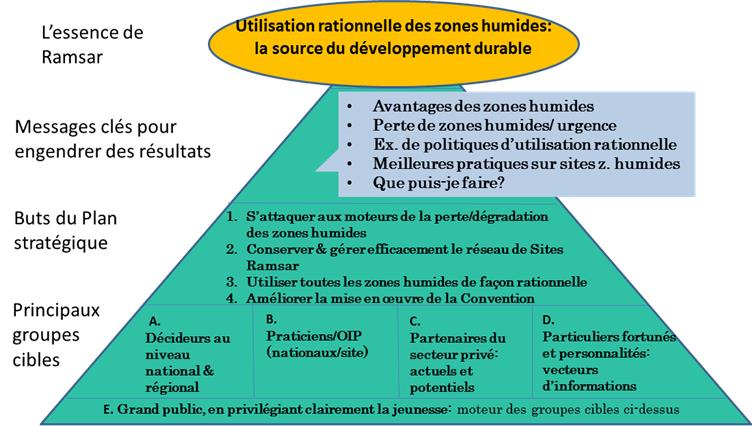 L'essence de
Ramsar
Utilisation rationnelle des zones humides:
la source du développement durable
Messages clés pour
engendrer des résultats
• Avantages des zones humides
• Perte de zones humides/ urgence
• Ex. de politiques d'utilisation rationnelle
• Meilleures pratiques sur sites z. humides
• Que puis-je faire?
Buts du Plan
stratégique
1. S'attaquer aux moteurs de la perte/dégradation
des zones humides
2. Conserver & gérer efficacement le réseau de Sites
Ramsar
3. Utiliser toutes les zones humides de façon rationnelle
4. Améliorer la mise en œuvre de la Convention
Principaux
groupes
cibles
A.
Décideurs au
niveau
national &
régional
B.
Praticiens/OIP
(nationaux/site)
C.
Partenaires du
secteur privé:
actuels et
potentiels
D.
Particuliers fortunés
et personnalités:
vecteurs
d'informations
E. Grand public, en privilégiant clairement la jeunesse: moteur des groupes cibles ci-dessus